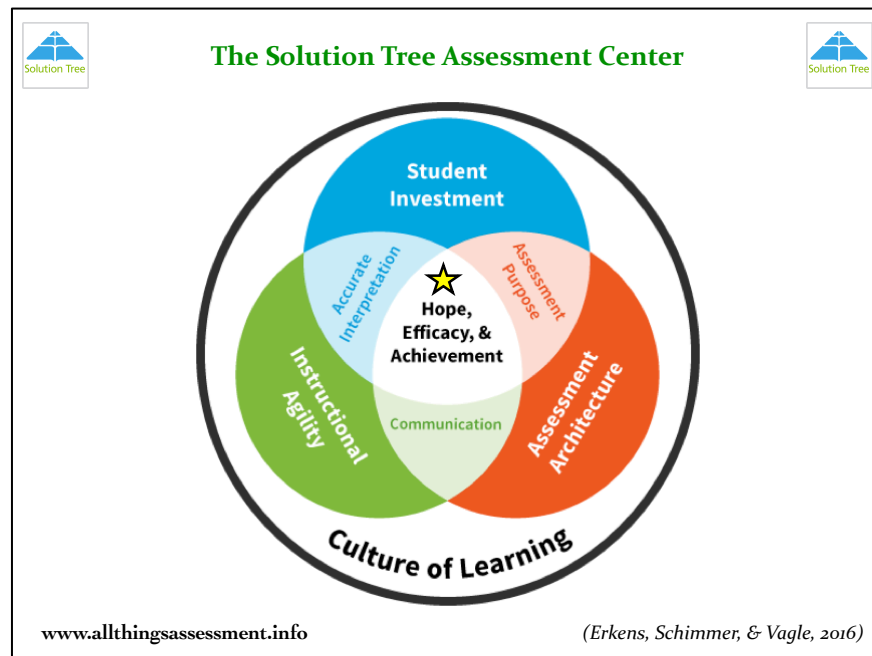 The Solution Tree Assessment Center
Solution Tree
Solution Tree
Student
Investment
Accurate
Interpretation
Assessment
Purpose
Hope,
Efficacy, &
Achievement
Instructional
Agility
Communication
Assessment
Architecture
Culture of Learning
www.allthingsassessment.info
(Erkens, Schimmer, & Vagle, 2016)